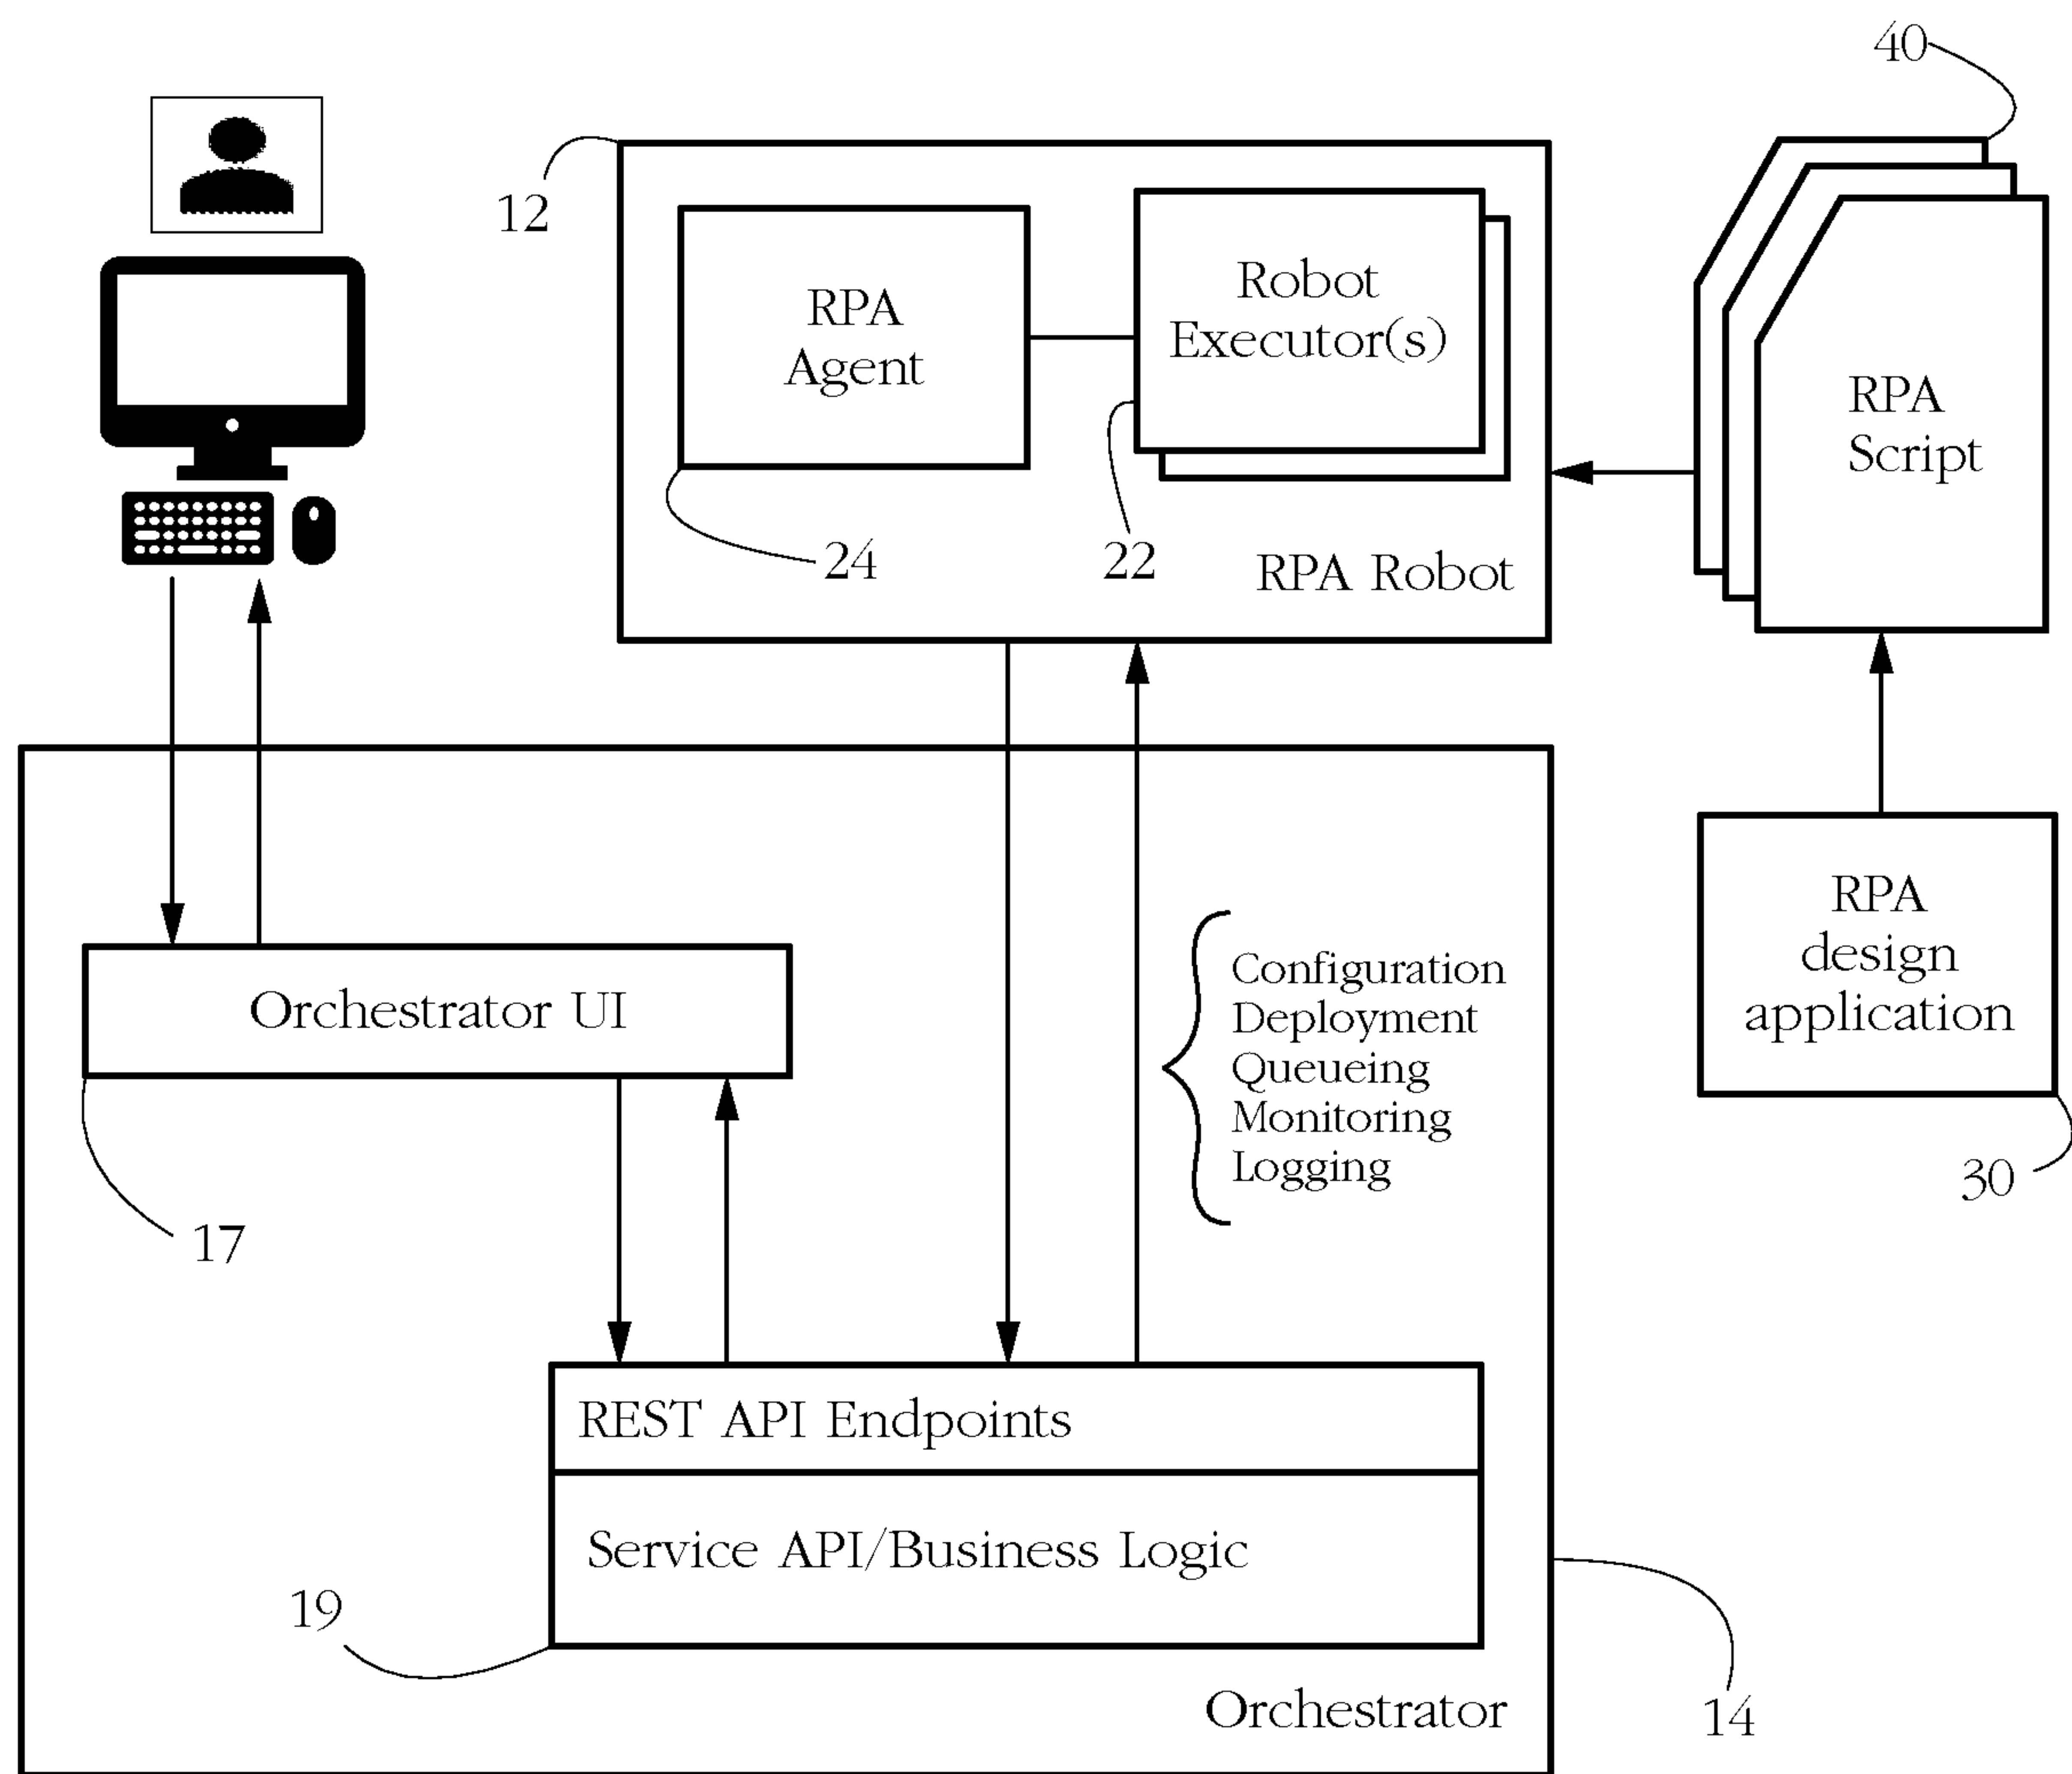 40
12
RPA
Agent
Robot
Executor(s)
RPA
Script
24
22
RPA Robot
RPA
design
application
30
Orchestrator UI
17
Configuration
Deployment
Queueing
Monitoring
Logging
REST API Endpoints
Service API/Business Logic
19
Orchestrator
14